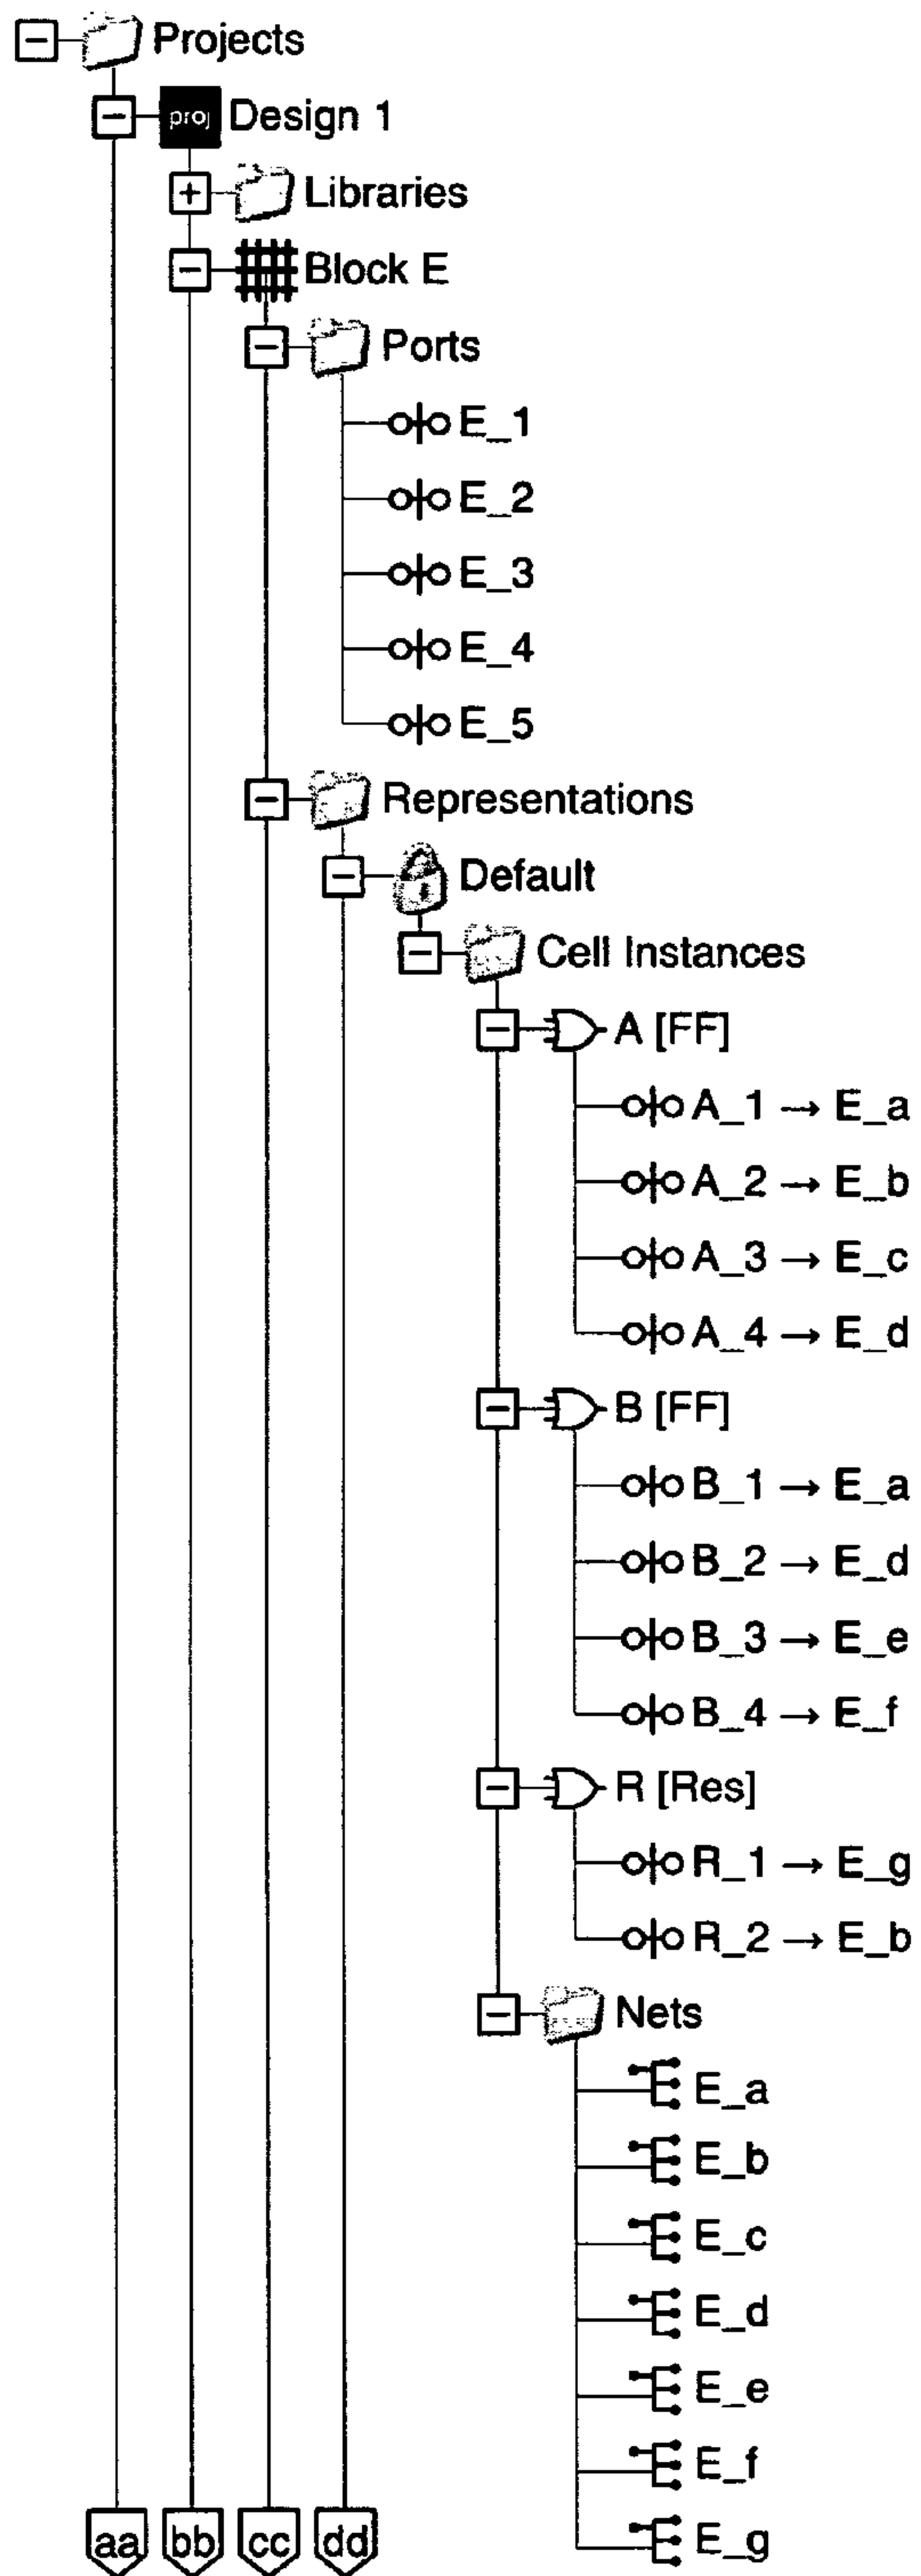 Projects
proj Design 1
Libraries
Block E
Ports
E_1
E_2
E_3
E_4
E_5
Representations
Default
Cell Instances
A [FF]
A_1 → E_a
A_2 → E_b
A_3 → E_c
A_4 → E_d
B [FF]
B_1 → E_a
B_2 → E_d
B_3 → E_e
B_4 → E_f
R [Res]
R_1 → E_g
R_2 → E_b
Nets
E_a
E_b
E_c
E_d
E_e
E_f
E_g
aa bb cc dd